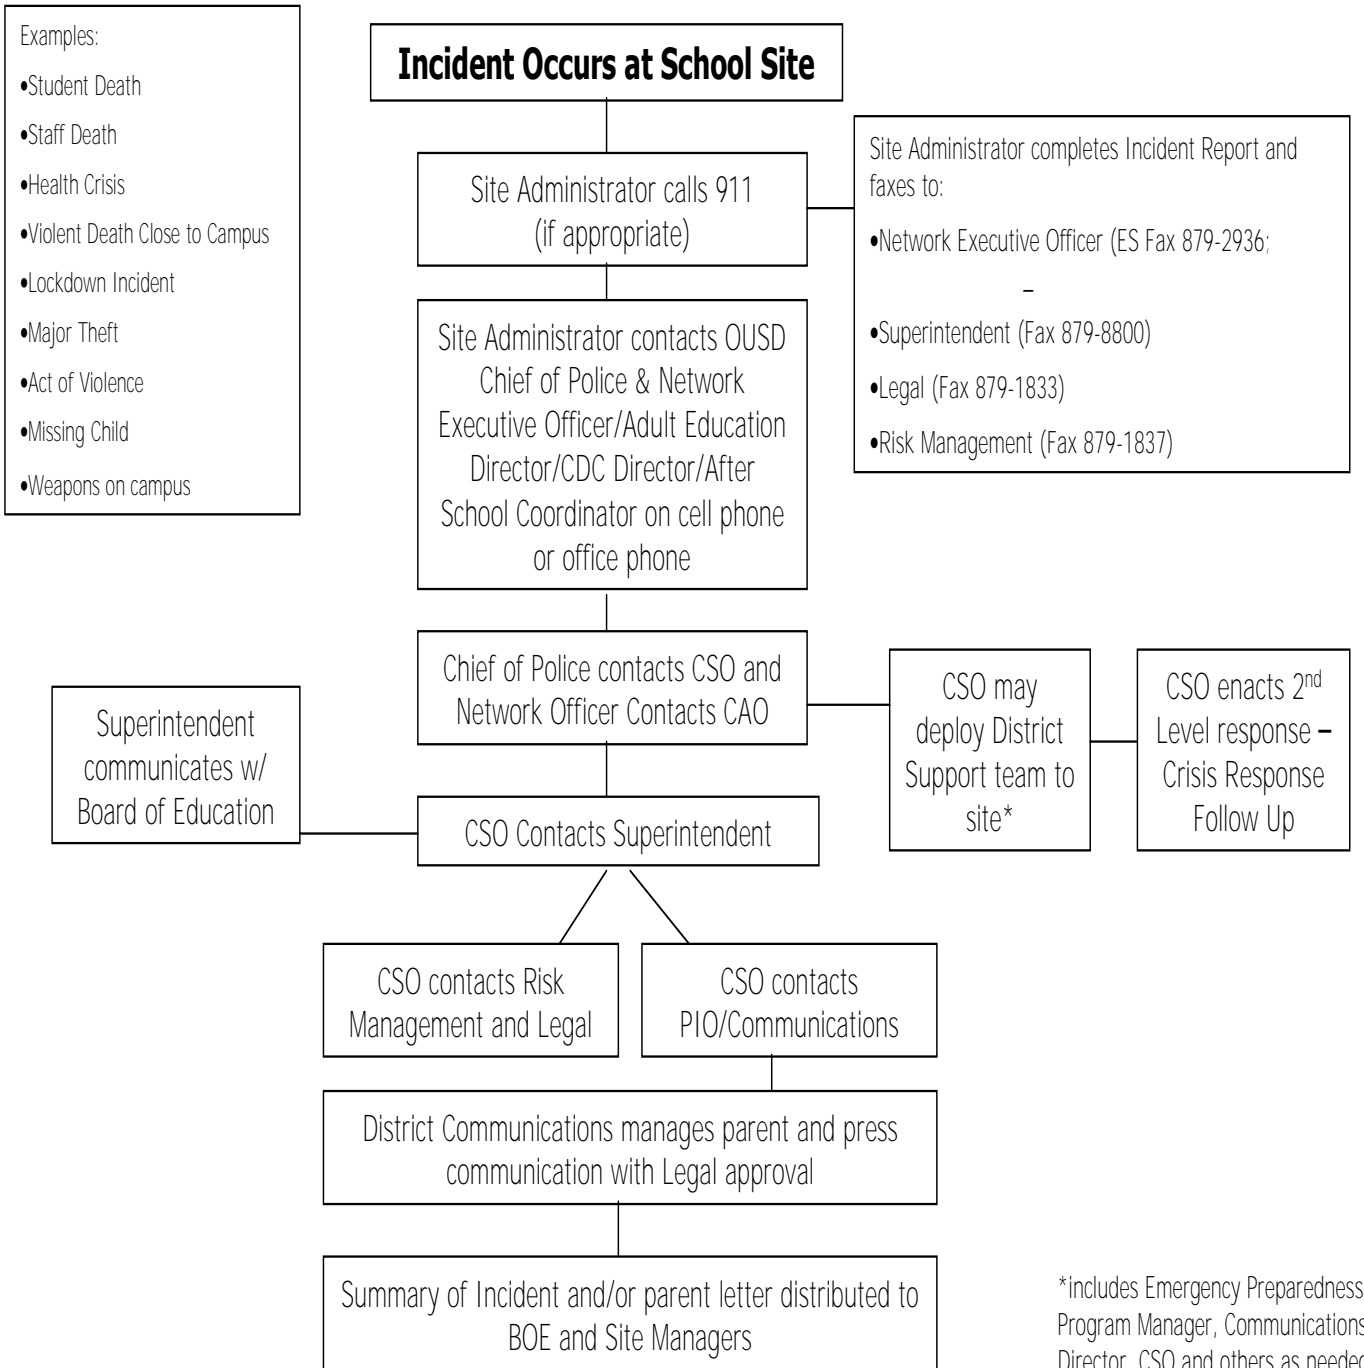 Examples:
•Student Death
•Staff Death
•Health Crisis
•Violent Death Close to Campus
•Lockdown Incident
•Major Theft
•Act of Violence
•Missing Child
•Weapons on campus
Incident Occurs at School Site
Site Administrator calls 911
(if appropriate)
Site Administrator completes Incident Report and
faxes to:
•Network Executive Officer (ES Fax 879-2936;
–
•Superintendent (Fax 879-8800)
•Legal (Fax 879-1833)
•Risk Management (Fax 879-1837)
Site Administrator contacts OUSD
Chief of Police & Network
Executive Officer/Adult Education
Director/CDC Director/After
School Coordinator on cell phone
or office phone
Chief of Police contacts CSO and
Network Officer Contacts CAO
CSO may
deploy District
Support team to
site*
CSO enacts 2nd
Level response –
Crisis Response
Follow Up
Superintendent
communicates w/
Board of Education
CSO Contacts Superintendent
CSO contacts Risk
Management and Legal
CSO contacts
PIO/Communications
District Communications manages parent and press
communication with Legal approval
Summary of Incident and/or parent letter distributed to
BOE and Site Managers
*includes Emergency Preparedness
Program Manager, Communications
Director, CSO and others as needed